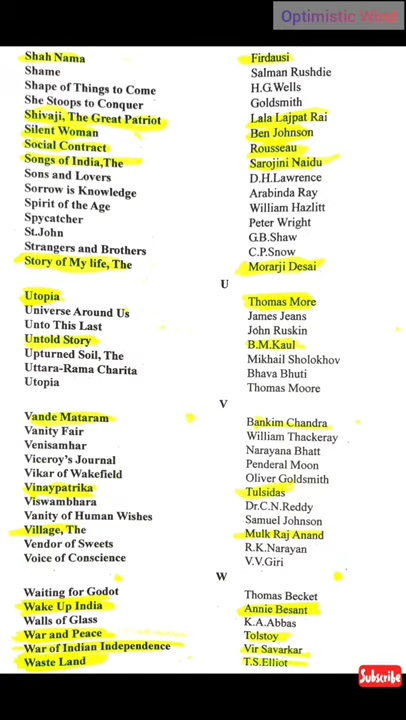 Optimistic Wind
Shah Nama Firdausi
Shame Salman Rushdie
Shape of Things to Come H.G.Wells
She Stoops to Conquer Goldsmith
Shivaji, The Great Patriot Lala Lajpat Rai
Silent Woman Ben Johnson
Social Contract Rousseau
Songs of India,The Sarojini Naidu
Sons and Lovers D.H.Lawrence
Sorrow is Knowledge Arabinda Ray
Spirit of the Age William Hazlitt
Spycatcher Peter Wright
St.John G.B.Shaw
Strangers and Brothers C.P.Snow
Story of My life, The Morarji Desai
U
Utopia Thomas More
Universe Around Us James Jeans
Unto This Last John Ruskin
Untold Story B.M.Kaul
Upturned Soil, The Mikhail Sholokhov
Uttara-Rama Charita Bhava Bhuti
Utopia Thomas Moore
V
Vande Mataram Bankim Chandra
Vanity Fair William Thackeray
Venisamhar Narayana Bhatt
Viceroy's Journal Penderal Moon
Vikar of Wakefield Oliver Goldsmith
Vinaypatrika Tulsidas
Viswambhara Dr.C.N.Reddy
Vanity of Human Wishes Samuel Johnson
Village, The Mulk Raj Anand
Vendor of Sweets R.K.Narayan
Voice of Conscience V.V.Giri
W
Waiting for Godot Thomas Becket
Wake Up India Annie Besant
Walls of Glass K.A.Abbas
War and Peace Tolstoy
War of Indian Independence Vir Savarkar
Waste Land T.S.Elliot
Subscribe